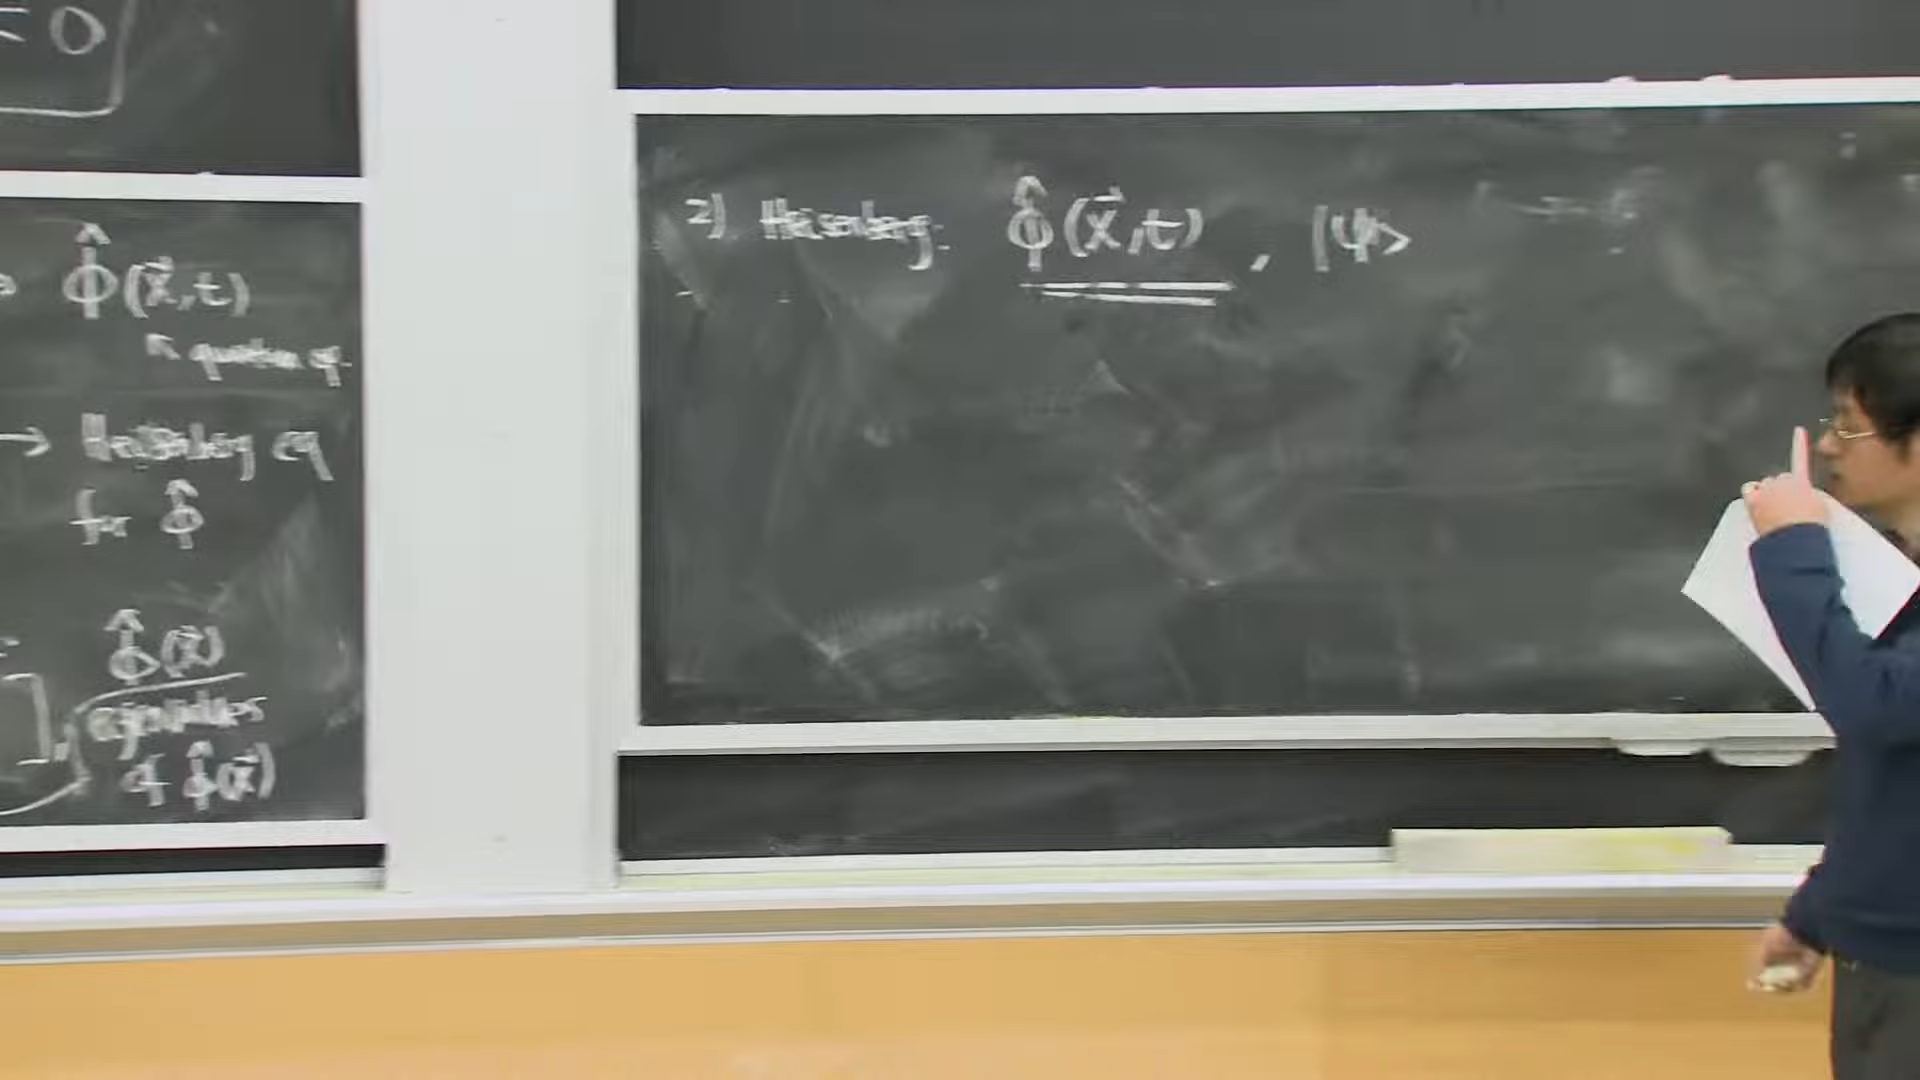 = 0
φ̂(x⃗,t)
↖ quantum eq.
→ Heisenberg eq
for φ̂
φ̂(x⃗)
],
eigenvalues
of φ̂(x⃗)
2) Heisenberg: φ̂(x⃗,t), |ψ>